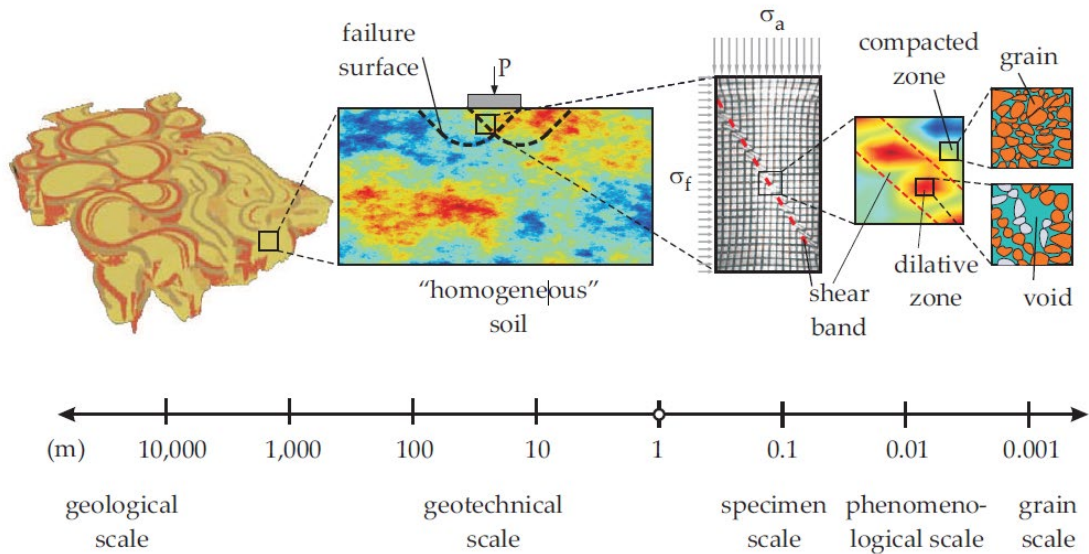 failure
surface
P
σₐ
σ_f
compacted
zone
grain
"homogeneous"
soil
shear
band
dilative
zone
void
(m) 10,000 1,000 100 10 1 0.1 0.01 0.001
geological
scale
geotechnical
scale
specimen
scale
phenomeno-
logical scale
grain
scale